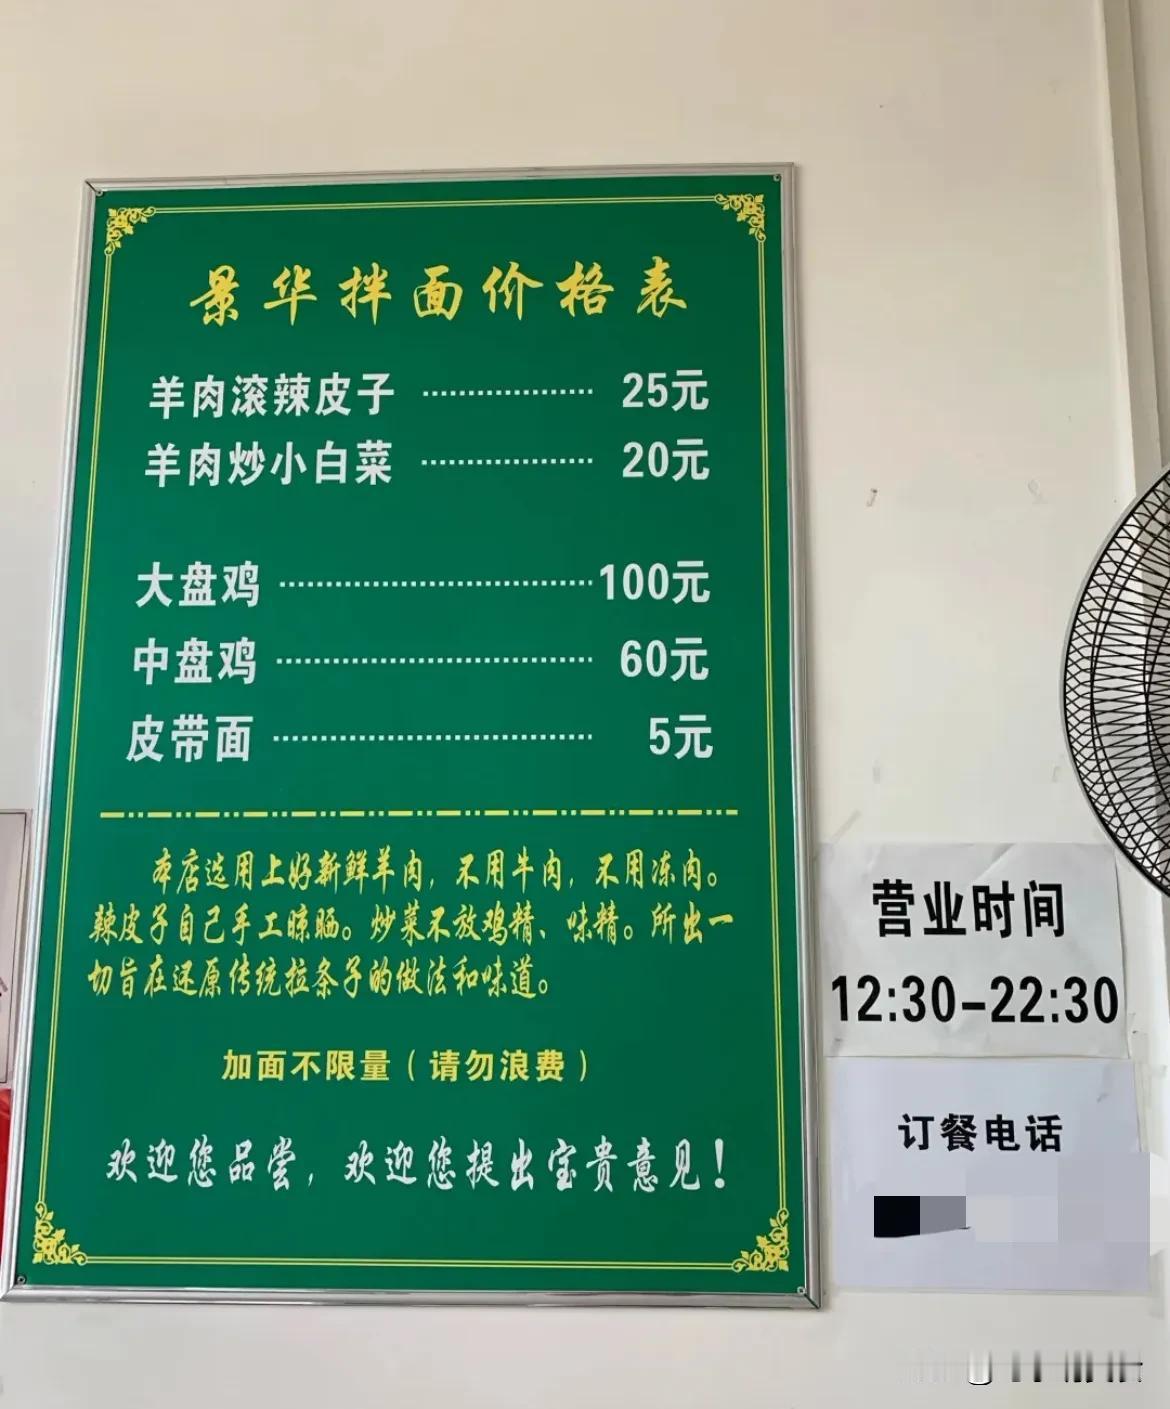 景华拌面价格表
羊肉滚辣皮子 25元
羊肉炒小白菜 20元
大盘鸡 100元
中盘鸡 60元
皮带面 5元
本店选用上好新鲜羊肉，不用牛肉，不用冻肉。
辣皮子自己手工晾晒。炒菜不放鸡精、味精。所出一
切旨在还原传统拉条子的做法和味道。
加面不限量（请勿浪费）
欢迎您品尝，欢迎您提出宝贵意见！
营业时间
12:30-22:30
订餐电话